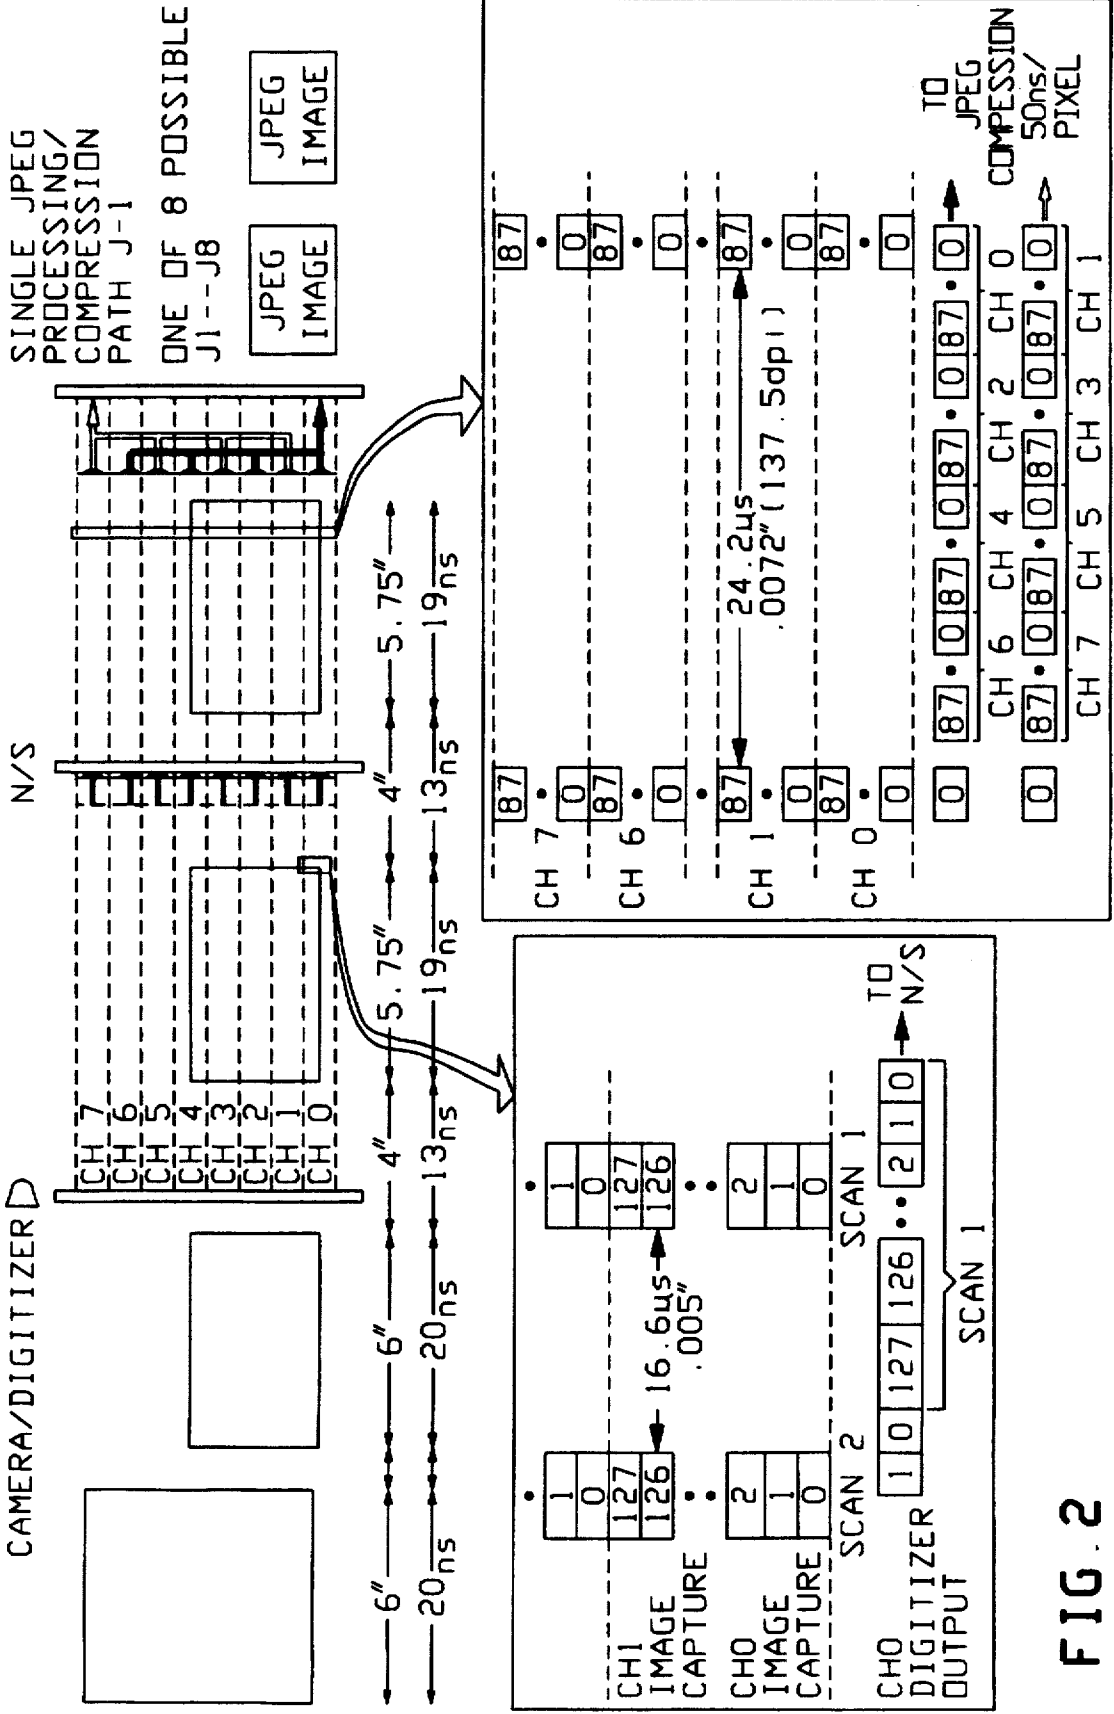 CAMERA/DIGITIZER
N/S
SINGLE JPEG
PROCESSING/
COMPRESSION
PATH J-1
ONE OF 8 POSSIBLE
J1--J8
JPEG
IMAGE
JPEG
IMAGE
CH 7
CH 6
CH 5
CH 4
CH 3
CH 2
CH 1
CH 0
6" 6" 4" 5.75" 4" 5.75"
20ns 20ns 13ns 19ns 13ns 19ns
1 1
0 0
127 127
126 126
16.6µs
.005"
2 2
1 1
0 0
CH1
IMAGE
CAPTURE
CH0
IMAGE
CAPTURE
SCAN 2 SCAN 1
CH0
DIGITIZER
OUTPUT
1 0 127 126 2 1 0
TO
N/S
SCAN 1
CH 7 87 87
0 0
CH 6 87 87
0 0
CH 1 87 87
0 0
CH 0 87 87
0 0
24.2µs
.0072" (137.5dpi)
0 87 0 87 0 87 0 87 0
CH 6 CH 4 CH 2 CH 0
0 87 0 87 0 87 0 87 0
CH 7 CH 5 CH 3 CH 1
TO
JPEG
COMPESSION
50ns/
PIXEL
FIG. 2